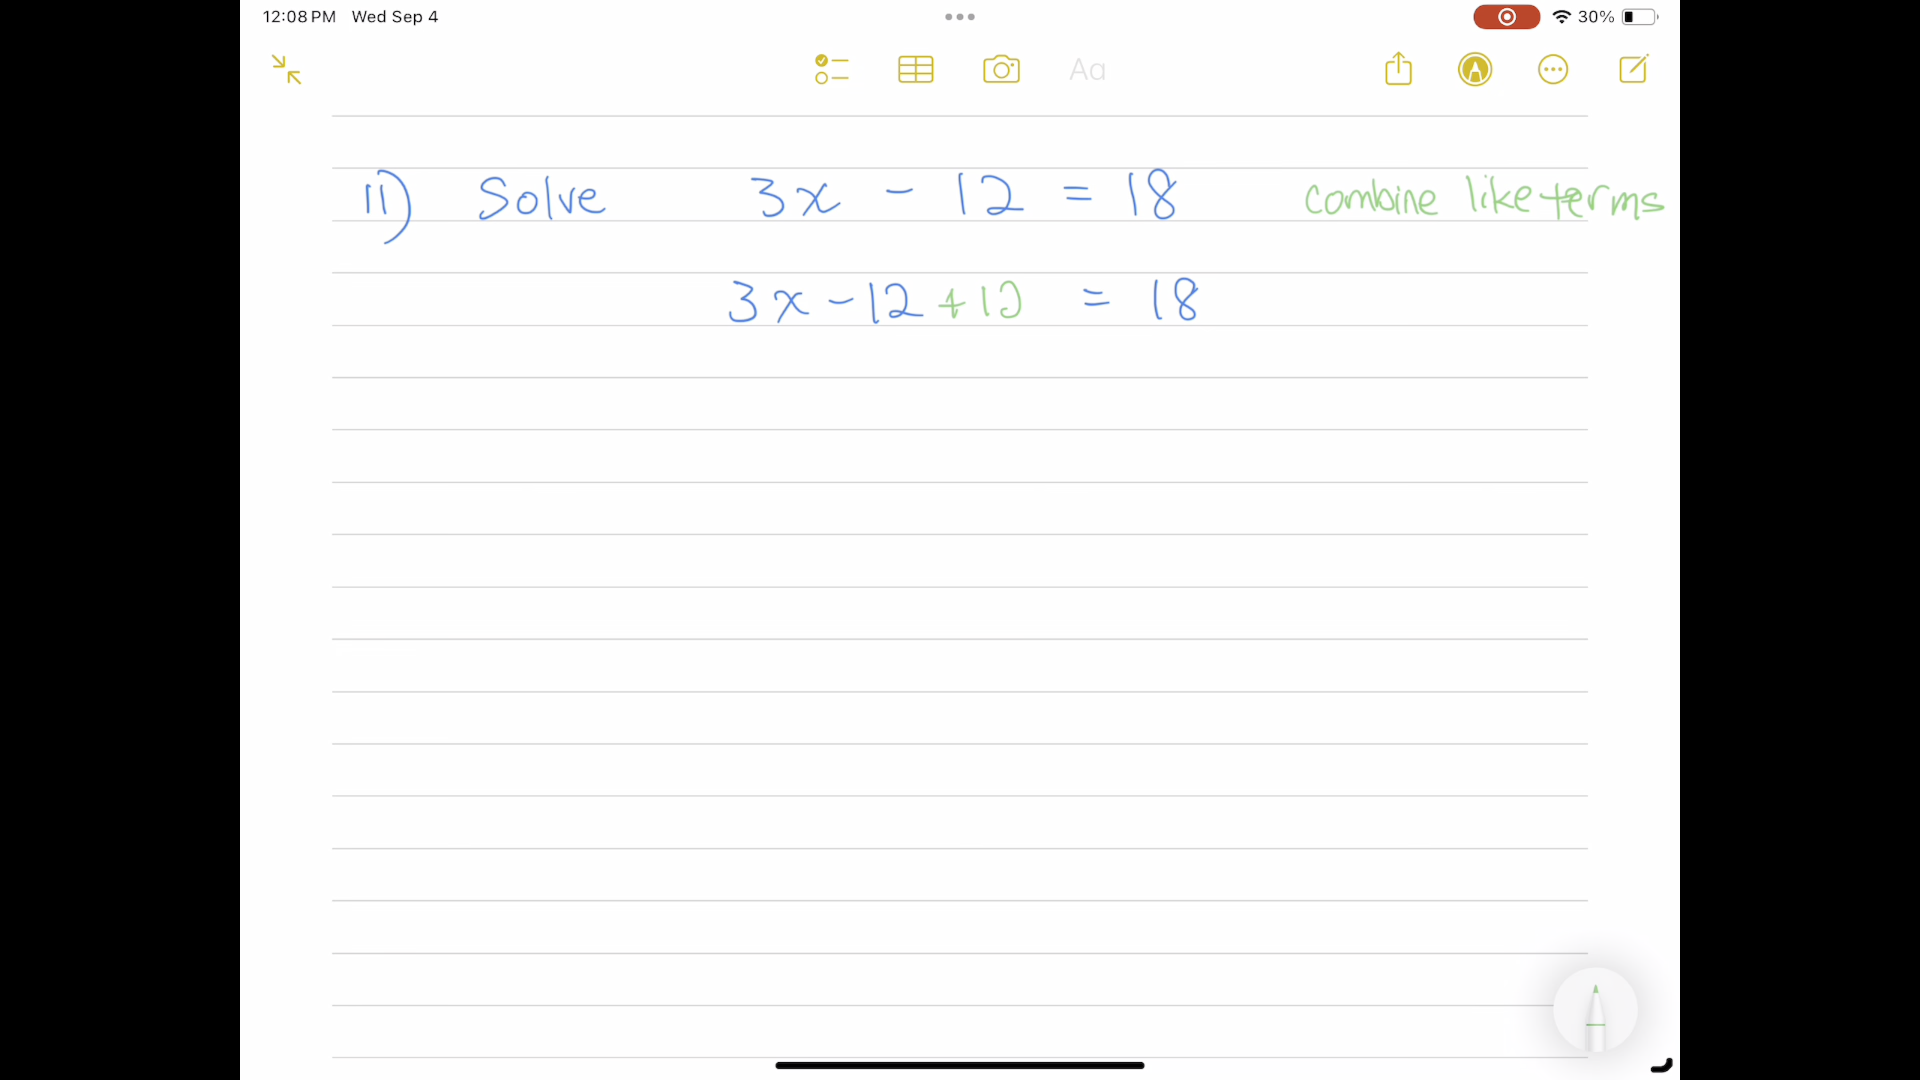 12:08 PM Wed Sep 4
30%
Aa
11) Solve 3x - 12 = 18 combine like terms
3x - 12 + 12 = 18